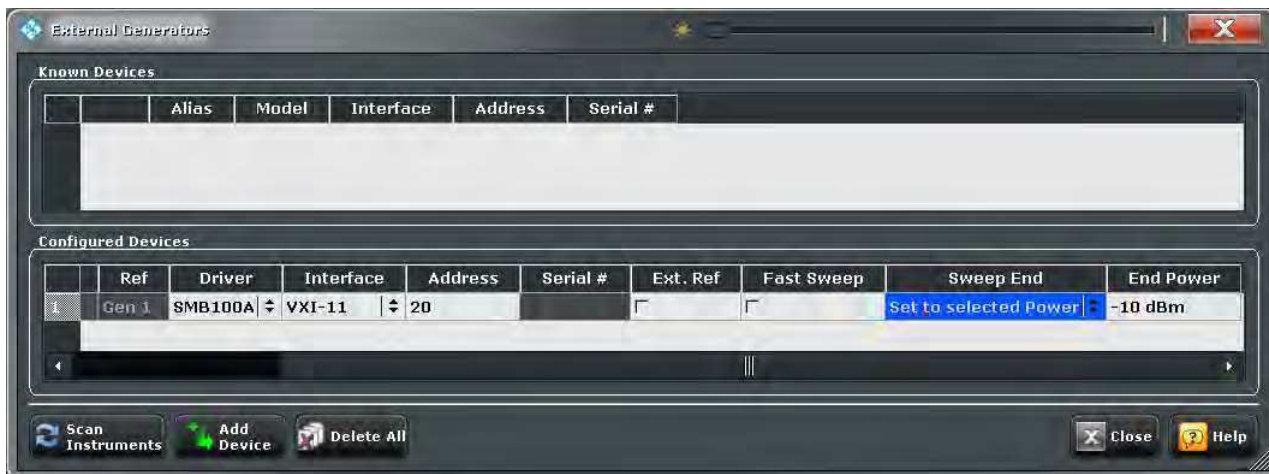 External Generators
Known Devices
Alias Model Interface Address Serial #
Configured Devices
Ref Driver Interface Address Serial # Ext. Ref Fast Sweep Sweep End End Power
1 Gen 1 SMB100A VXI-11 20 Set to selected Power -10 dBm
Scan Instruments Add Device Delete All Close Help